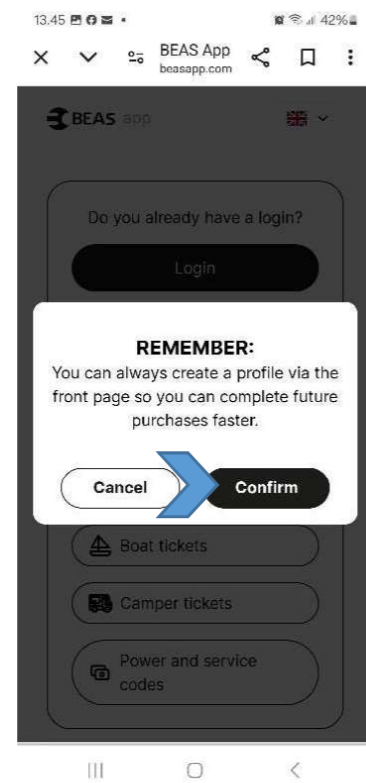 13.45
42%
BEAS App
beasapp.com
BEAS app
Do you already have a login?
Login
REMEMBER:
You can always create a profile via the
front page so you can complete future
purchases faster.
Cancel
Confirm
Boat tickets
Camper tickets
Power and service
codes